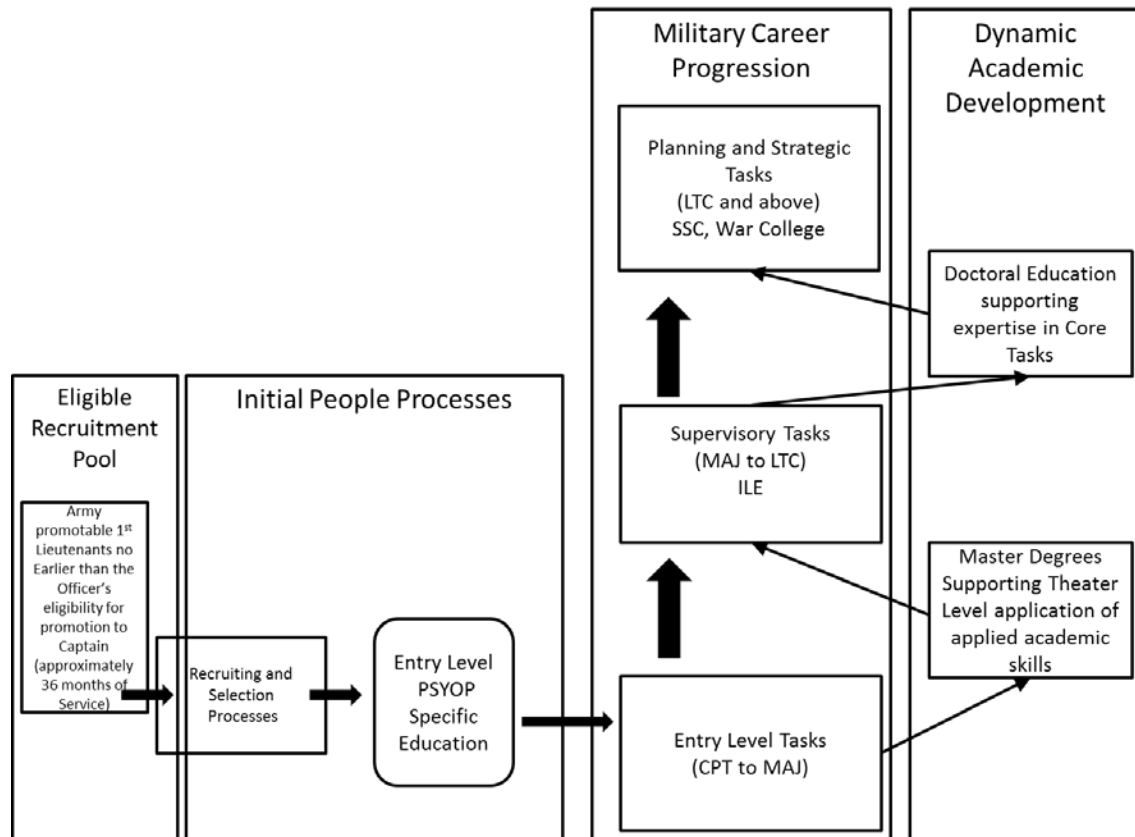 Eligible
Recruitment
Pool
Army
promotable 1st
Lieutenants no
Earlier than the
Officer's
eligibility for
promotion to
Captain
(approximately
36 months of
Service)
Initial People Processes
Recruiting and
Selection
Processes
Entry Level
PSYOP
Specific
Education
Military Career
Progression
Planning and Strategic
Tasks
(LTC and above)
SSC, War College
Supervisory Tasks
(MAJ to LTC)
ILE
Entry Level Tasks
(CPT to MAJ)
Dynamic
Academic
Development
Doctoral Education
supporting
expertise in Core
Tasks
Master Degrees
Supporting Theater
Level application of
applied academic
skills